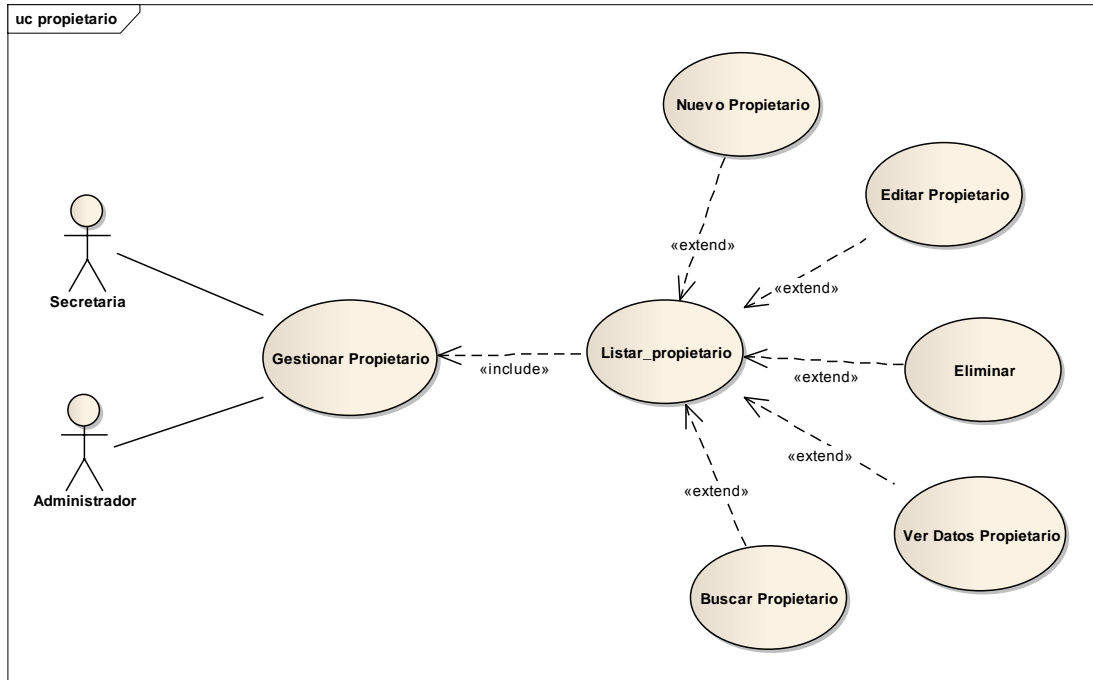 uc propietario
Nuevo Propietario
Editar Propietario
«extend»
«extend»
Secretaria
Gestionar Propietario
«include»
Listar_propietario
«extend»
Eliminar
Administrador
«extend»
«extend»
Ver Datos Propietario
Buscar Propietario